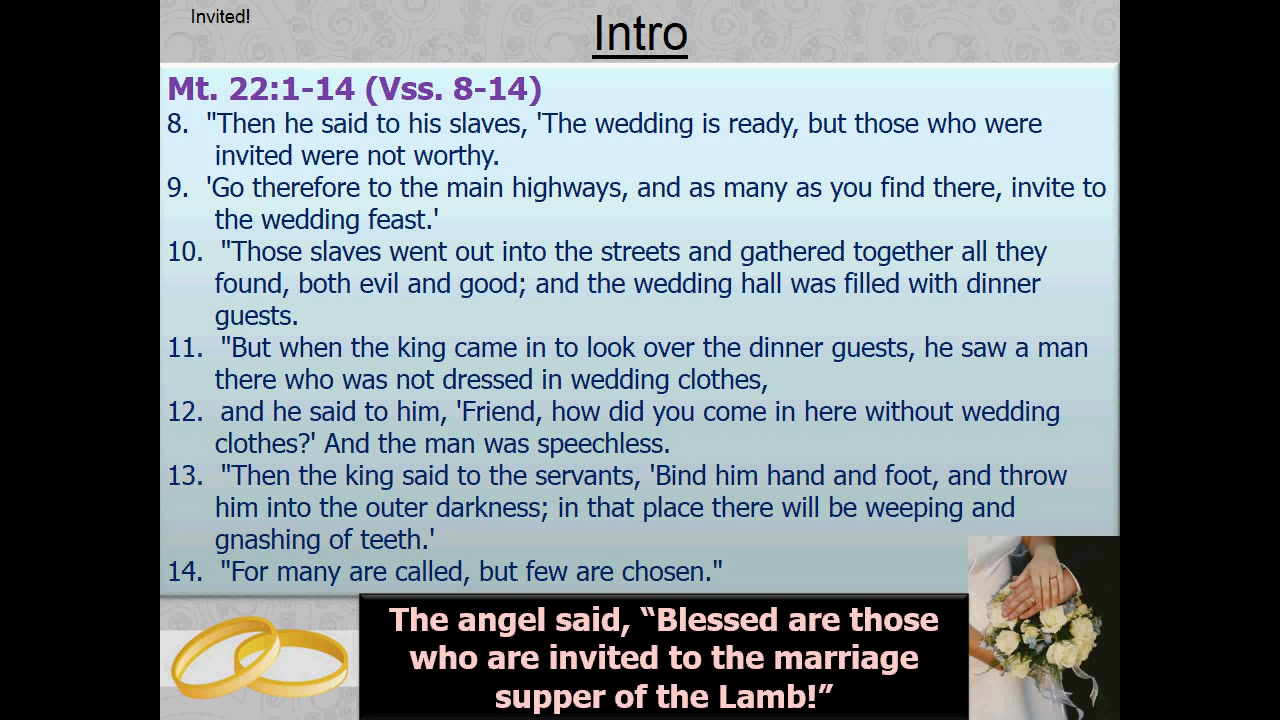 Invited!
Intro
Mt. 22:1-14 (Vss. 8-14)
8. "Then he said to his slaves, 'The wedding is ready, but those who were
invited were not worthy.
9. 'Go therefore to the main highways, and as many as you find there, invite to
the wedding feast.'
10. "Those slaves went out into the streets and gathered together all they
found, both evil and good; and the wedding hall was filled with dinner
guests.
11. "But when the king came in to look over the dinner guests, he saw a man
there who was not dressed in wedding clothes,
12. and he said to him, 'Friend, how did you come in here without wedding
clothes?' And the man was speechless.
13. "Then the king said to the servants, 'Bind him hand and foot, and throw
him into the outer darkness; in that place there will be weeping and
gnashing of teeth.'
14. "For many are called, but few are chosen."
The angel said, “Blessed are those
who are invited to the marriage
supper of the Lamb!”